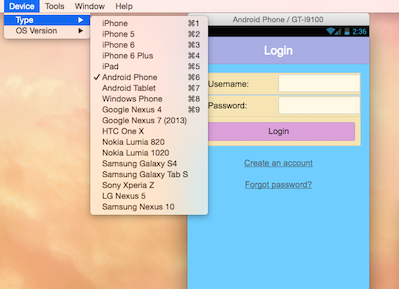 Device Tools Window Help
Type
OS Version
iPhone ⌘1
iPhone 5 ⌘2
iPhone 6 ⌘3
iPhone 6 Plus ⌘4
iPad ⌘5
✓ Android Phone ⌘6
Android Tablet ⌘7
Windows Phone ⌘8
Google Nexus 4 ⌘9
Google Nexus 7 (2013)
HTC One X
Nokia Lumia 820
Nokia Lumia 1020
Samsung Galaxy S4
Samsung Galaxy Tab S
Sony Xperia Z
LG Nexus 5
Samsung Nexus 10
Android Phone / GT-I9100
2:36
Login
Username:
Password:
Login
Create an account
Forgot password?